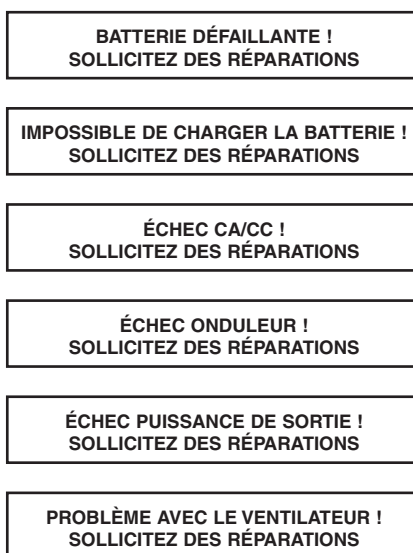 BATTERIE DÉFAILLANTE !
SOLLICITEZ DES RÉPARATIONS
IMPOSSIBLE DE CHARGER LA BATTERIE !
SOLLICITEZ DES RÉPARATIONS
ÉCHEC CA/CC !
SOLLICITEZ DES RÉPARATIONS
ÉCHEC ONDULEUR !
SOLLICITEZ DES RÉPARATIONS
ÉCHEC PUISSANCE DE SORTIE !
SOLLICITEZ DES RÉPARATIONS
PROBLÈME AVEC LE VENTILATEUR !
SOLLICITEZ DES RÉPARATIONS